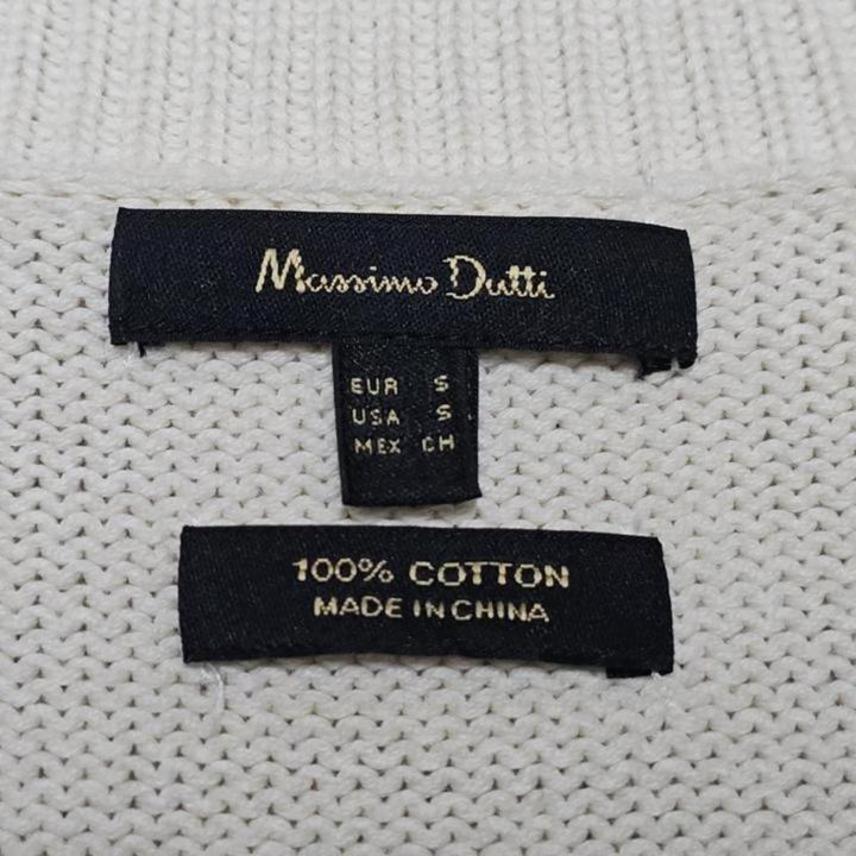 Massimo Dutti
EUR S
USA S
MEX CH
100% COTTON
MADE IN CHINA